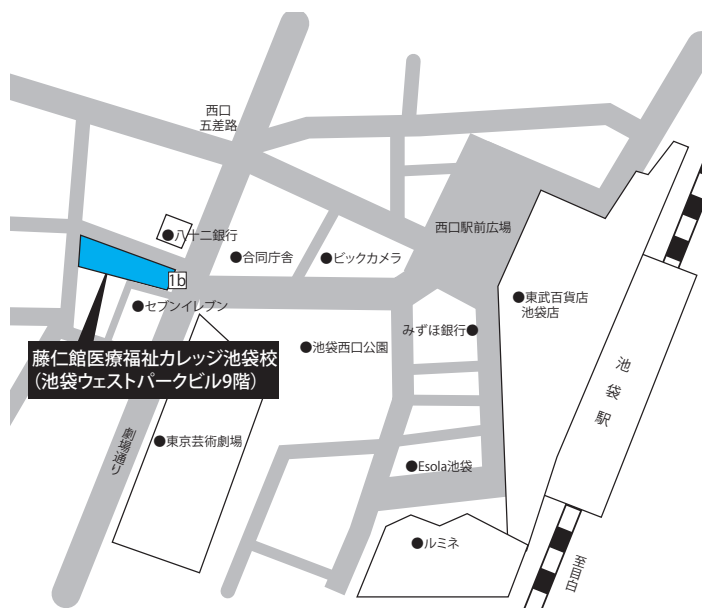 西口
五差路
●八十二銀行
●合同庁舎
●ビックカメラ
西口駅前広場
1b
●セブンイレブン
●東武百貨店
池袋店
みずほ銀行●
●池袋西口公園
藤仁館医療福祉カレッジ池袋校
（池袋ウェストパークビル9階）
池袋駅
劇場通り
●東京芸術劇場
●Esola池袋
●ルミネ
至目白